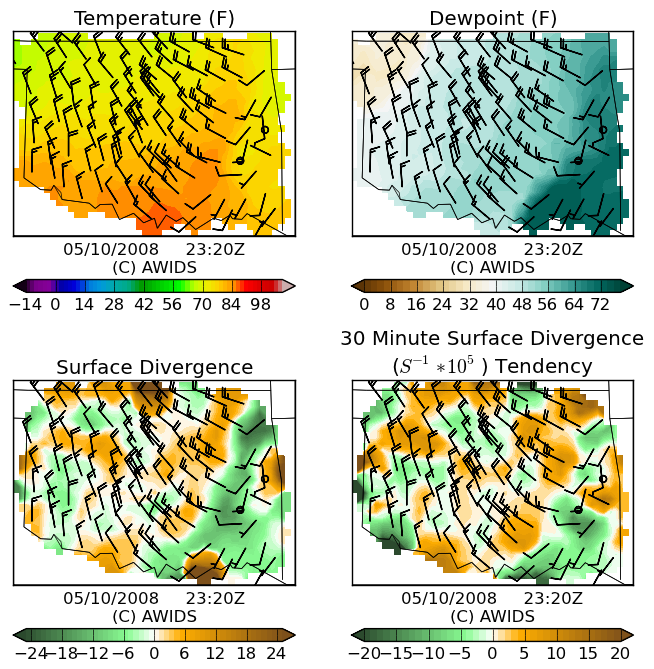 Temperature (F)
05/10/2008 23:20Z
(C) AWIDS
−14 0 14 28 42 56 70 84 98
Dewpoint (F)
05/10/2008 23:20Z
(C) AWIDS
0 8 16 24 32 40 48 56 64 72
Surface Divergence
05/10/2008 23:20Z
(C) AWIDS
−24 −18 −12 −6 0 6 12 18 24
30 Minute Surface Divergence
(S⁻¹ *10⁵ ) Tendency
05/10/2008 23:20Z
(C) AWIDS
−20 −15 −10 −5 0 5 10 15 20